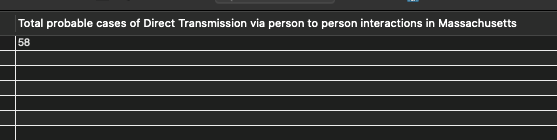 Total probable cases of Direct Transmission via person to person interactions in Massachusetts
58